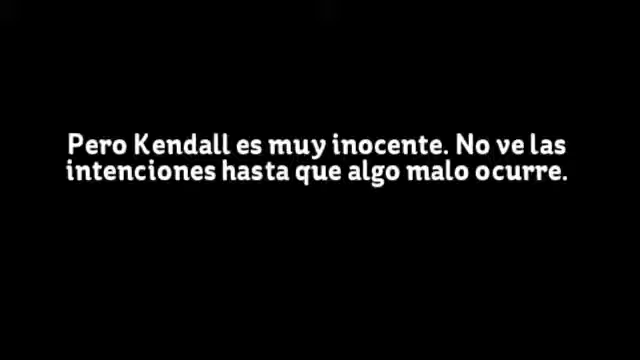 Pero Kendall es muy inocente. No ve las
intenciones hasta que algo malo ocurre.